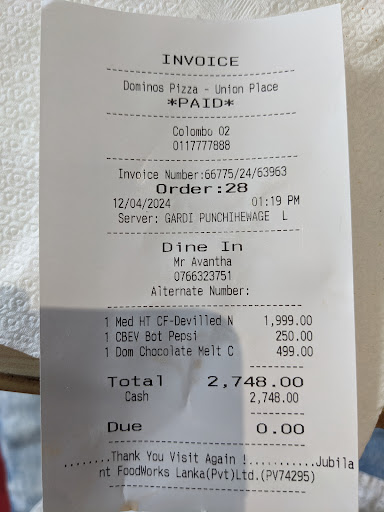 INVOICE
Dominos Pizza - Union Place
*PAID*
Colombo 02
0117777888
Invoice Number:66775/24/63963
Order:28
12/04/2024 01:19 PM
Server: GARDI PUNCHIHEWAGE L
Dine In
Mr Avantha
0766323751
Alternate Number:
1 Med HT CF-Devilled N 1,999.00
1 CBEV Bot Pepsi 250.00
1 Dom Chocolate Melt C 499.00
Total 2,748.00
Cash 2,748.00
Due 0.00
........Thank You Visit Again !...........Jubila
nt FoodWorks Lanka(Pvt)Ltd.(PV74295)